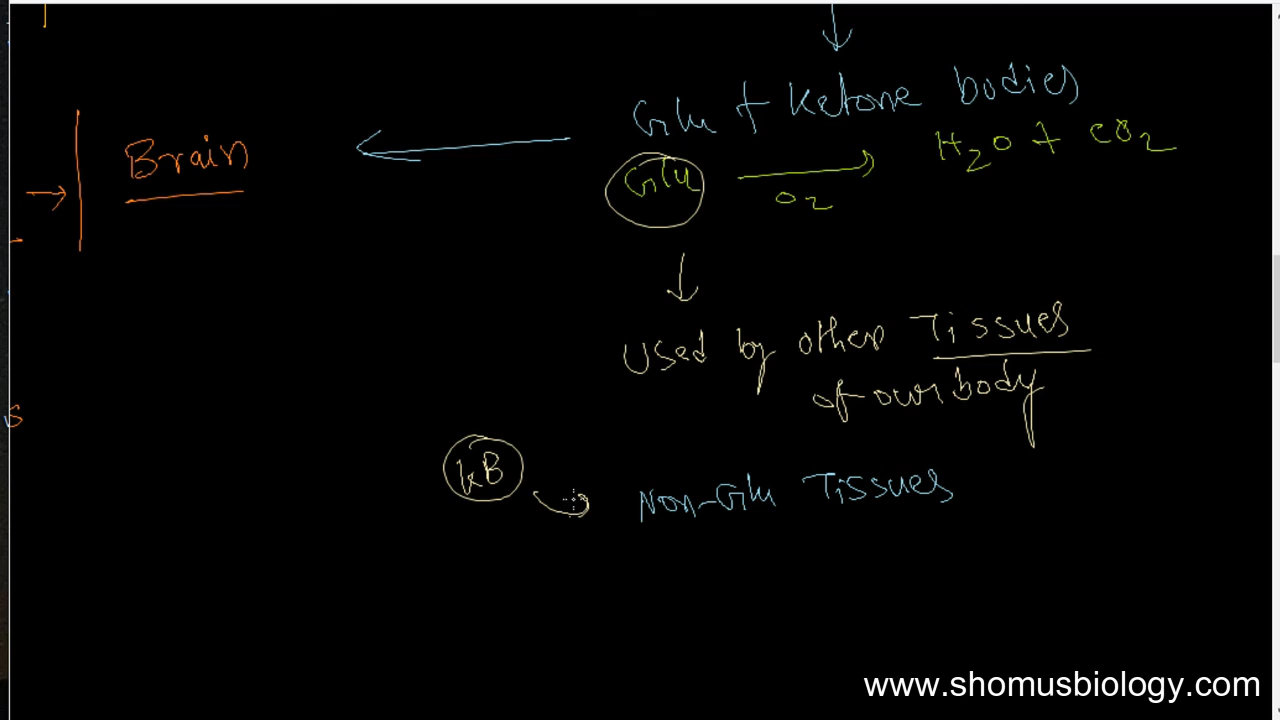 Glu + Ketone bodies
Brain
Glu O2 H2O + CO2
Used by other Tissues
of our body
KB
Non-Glu Tissues
www.shomusbiology.com